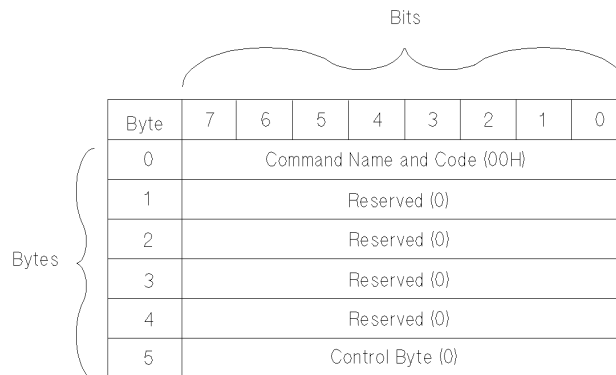 Bits
Byte 7 6 5 4 3 2 1 0
0 Command Name and Code (00H)
1 Reserved (0)
2 Reserved (0)
Bytes
3 Reserved (0)
4 Reserved (0)
5 Control Byte (0)